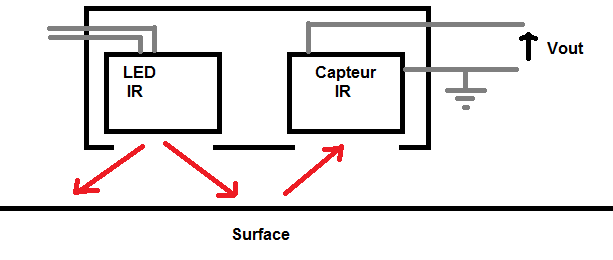 LED
IR
Capteur
IR
Vout
Surface